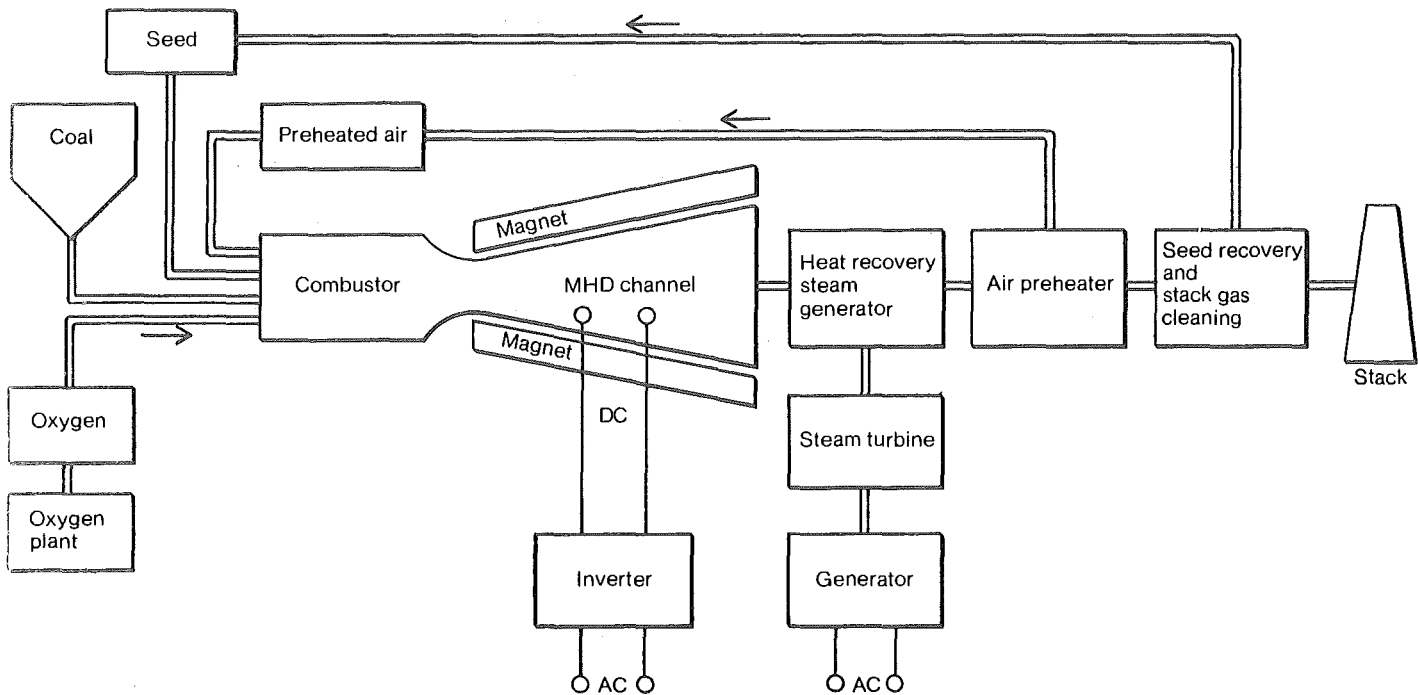 Seed
Coal
Preheated air
Magnet
Combustor
MHD channel
Magnet
Heat recovery
steam
generator
Air preheater
Seed recovery
and
stack gas
cleaning
Stack
Oxygen
Oxygen
plant
DC
Steam turbine
Inverter
Generator
AC
AC